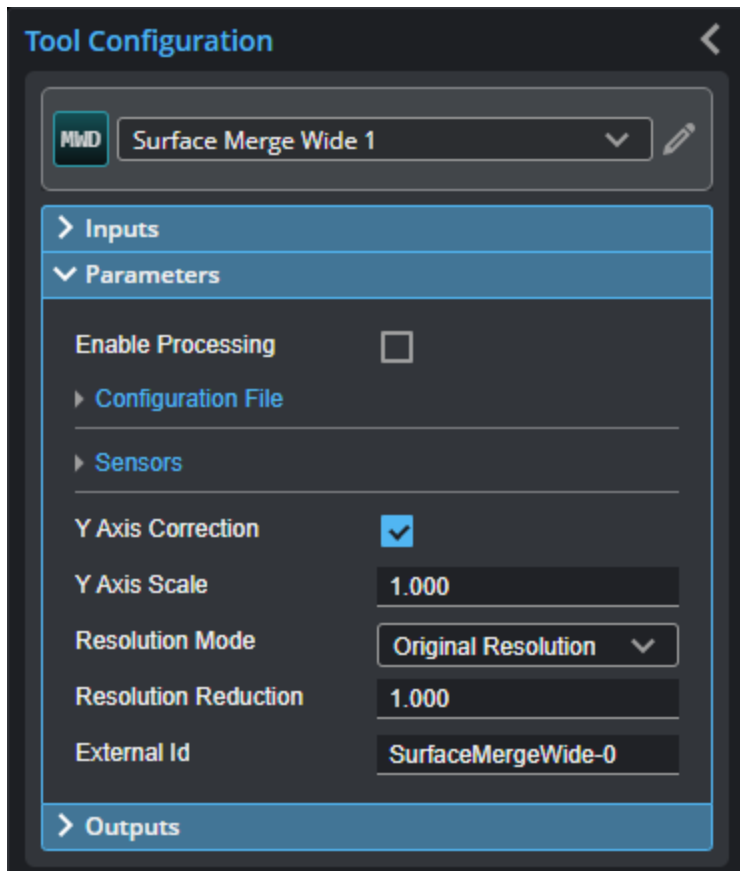 Tool Configuration
MWD Surface Merge Wide 1
Inputs
Parameters
Enable Processing
Configuration File
Sensors
Y Axis Correction
Y Axis Scale 1.000
Resolution Mode Original Resolution
Resolution Reduction 1.000
External Id SurfaceMergeWide-0
Outputs